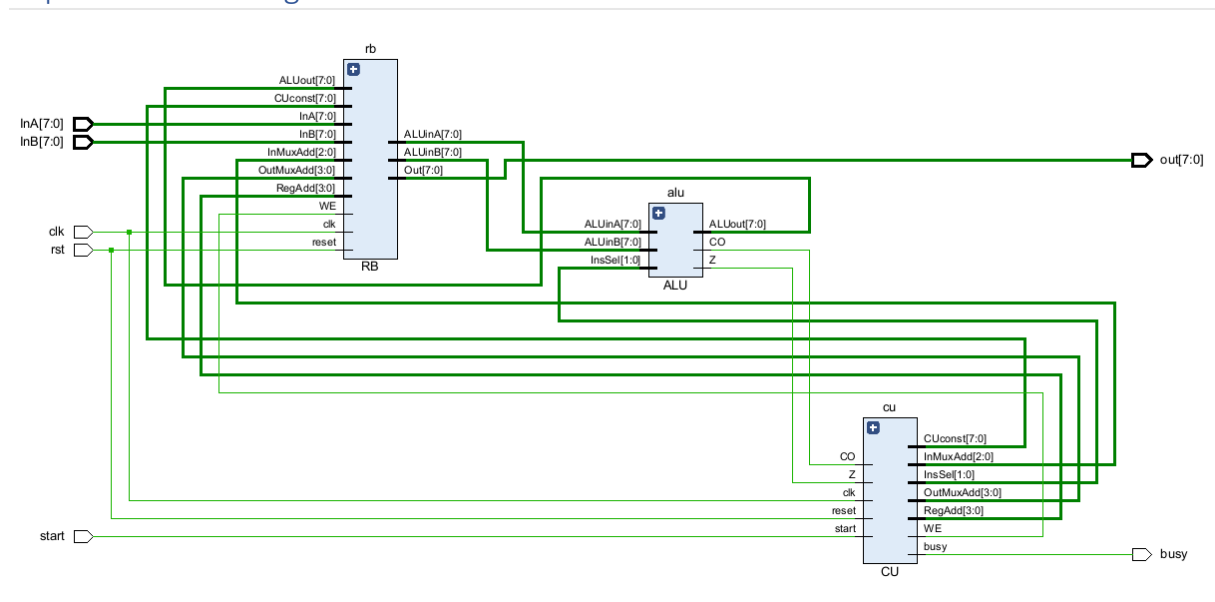 rb
ALUout[7:0]
CUconst[7:0]
InA[7:0]
InB[7:0]
InMuxAdd[2:0]
OutMuxAdd[3:0]
RegAdd[3:0]
WE
clk
reset
ALUinA[7:0]
ALUinB[7:0]
Out[7:0]
RB
InA[7:0]
InB[7:0]
clk
rst
start
alu
ALUinA[7:0]
ALUinB[7:0]
InsSel[1:0]
ALUout[7:0]
CO
Z
ALU
out[7:0]
cu
CO
Z
clk
reset
start
CUconst[7:0]
InMuxAdd[2:0]
InsSel[1:0]
OutMuxAdd[3:0]
RegAdd[3:0]
WE
busy
CU
busy